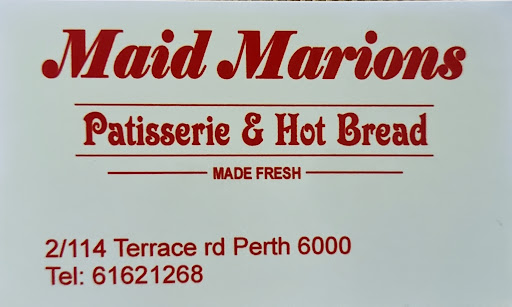 Maid Marions
Patisserie & Hot Bread
MADE FRESH
2/114 Terrace rd Perth 6000
Tel: 61621268